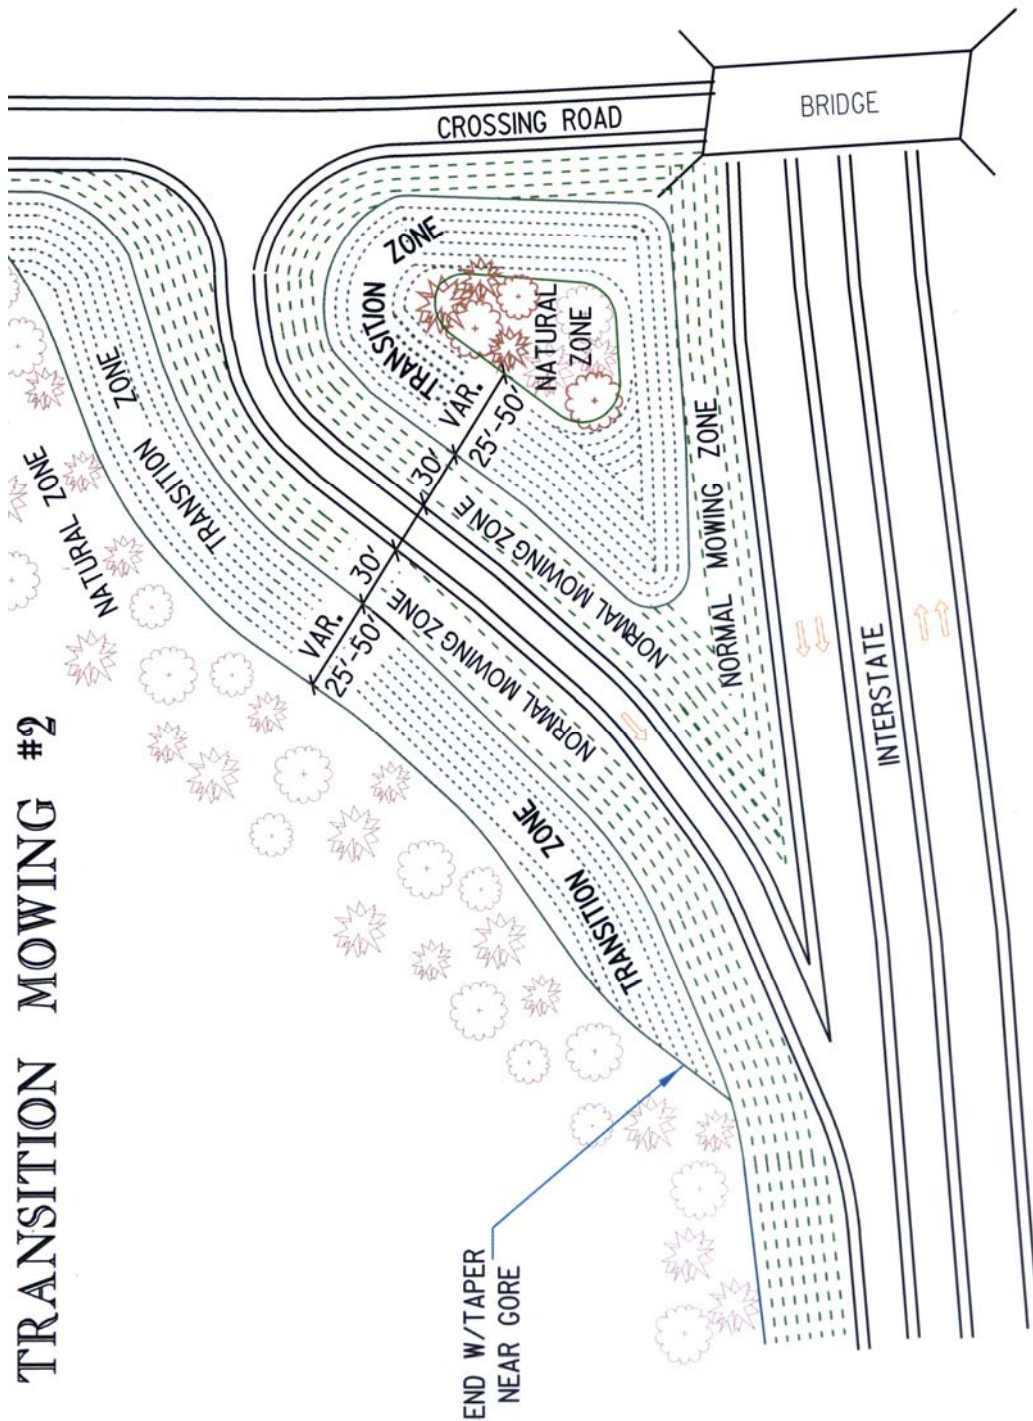 TRANSITION MOWING #2
BRIDGE
CROSSING ROAD
TRANSITION
ZONE
NATURAL
ZONE
VAR.
25'-50'
30'
NORMAL MOWING ZONE
NORMAL MOWING ZONE
30'
NORMAL MOWING ZONE
VAR.
25'-50'
TRANSITION
ZONE
NATURAL ZONE
TRANSITION ZONE
INTERSTATE
END W/TAPER
NEAR GORE